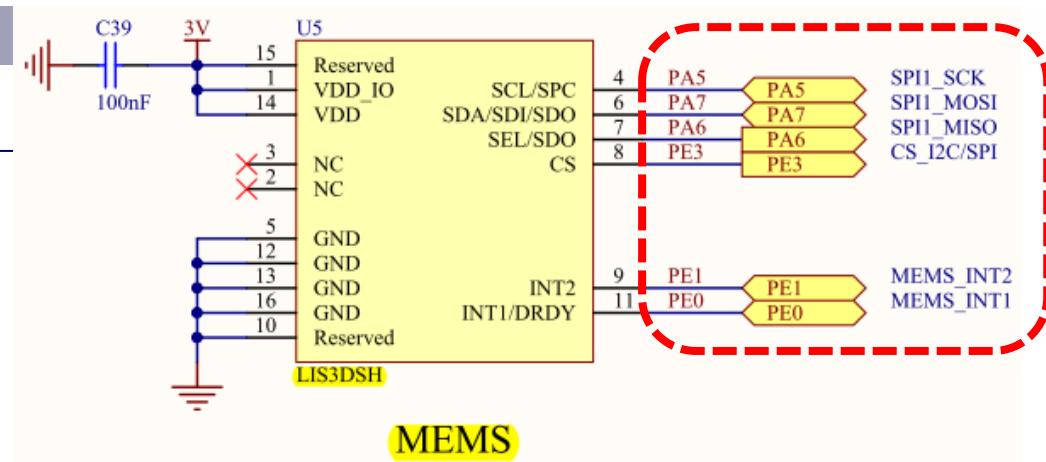 C39
3V
100nF
U5
15 Reserved
1 VDD_IO
14 VDD
3 NC
2 NC
5 GND
12 GND
13 GND
16 GND
10 Reserved
SCL/SPC 4 PA5 PA5 SPI1_SCK
SDA/SDI/SDO 6 PA7 PA7 SPI1_MOSI
SEL/SDO 7 PA6 PA6 SPI1_MISO
CS 8 PE3 PE3 CS_I2C/SPI
INT2 9 PE1 PE1 MEMS_INT2
INT1/DRDY 11 PE0 PE0 MEMS_INT1
LIS3DSH
MEMS